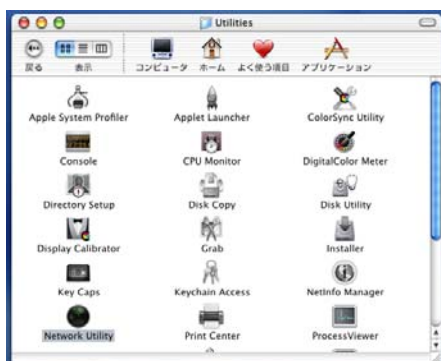 Utilities
戻る 表示 コンピュータ ホーム よく使う項目 アプリケーション
Apple System Profiler Applet Launcher ColorSync Utility
Console CPU Monitor DigitalColor Meter
Directory Setup Disk Copy Disk Utility
Display Calibrator Grab Installer
Key Caps Keychain Access NetInfo Manager
Network Utility Print Center ProcessViewer